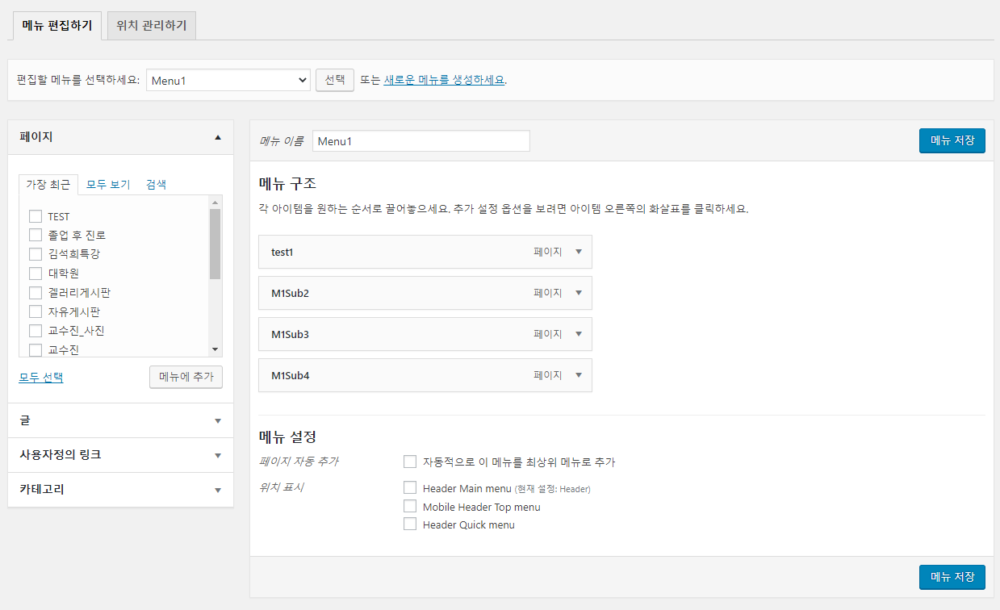 메뉴 편집하기 위치 관리하기
편집할 메뉴를 선택하세요: Menu1 선택 또는 새로운 메뉴를 생성하세요.
페이지
가장 최근 모두 보기 검색
TEST
졸업 후 진로
김석희특강
대학원
겔러리게시판
자유게시판
교수진_사진
교수진
모두 선택 메뉴에 추가
글
사용자정의 링크
카테고리
메뉴 이름 Menu1 메뉴 저장
메뉴 구조
각 아이템을 원하는 순서로 끌어놓으세요. 추가 설정 옵션을 보려면 아이템 오른쪽의 화살표를 클릭하세요.
test1 페이지
M1Sub2 페이지
M1Sub3 페이지
M1Sub4 페이지
메뉴 설정
페이지 자동 추가 자동적으로 이 메뉴를 최상위 메뉴로 추가
위치 표시 Header Main menu (현재 설정: Header)
Mobile Header Top menu
Header Quick menu
메뉴 저장